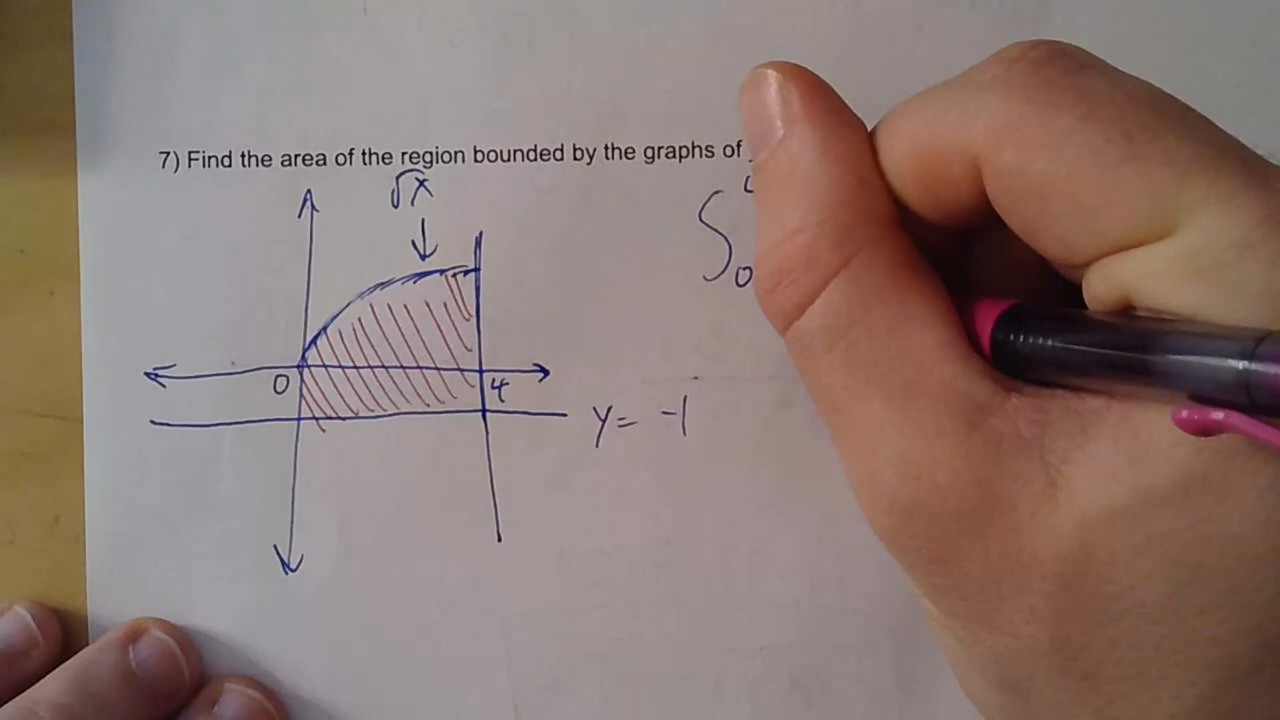 7) Find the area of the region bounded by the graphs of
√x
∫0
0
4
y = -1